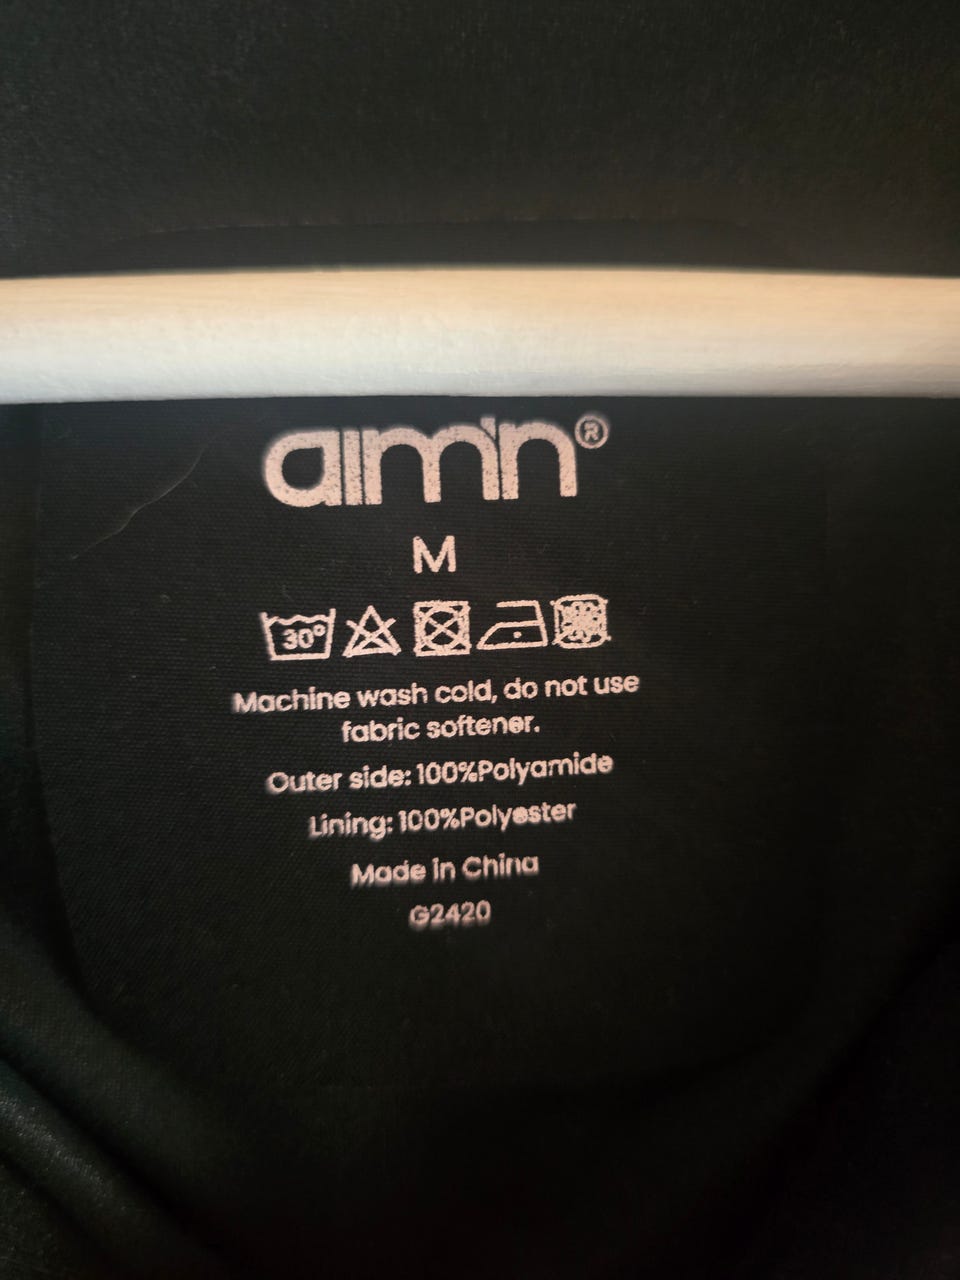 aim'n®
M
30°
Machine wash cold, do not use
fabric softener.
Outer side: 100%Polyamide
Lining: 100%Polyester
Made in China
G2420